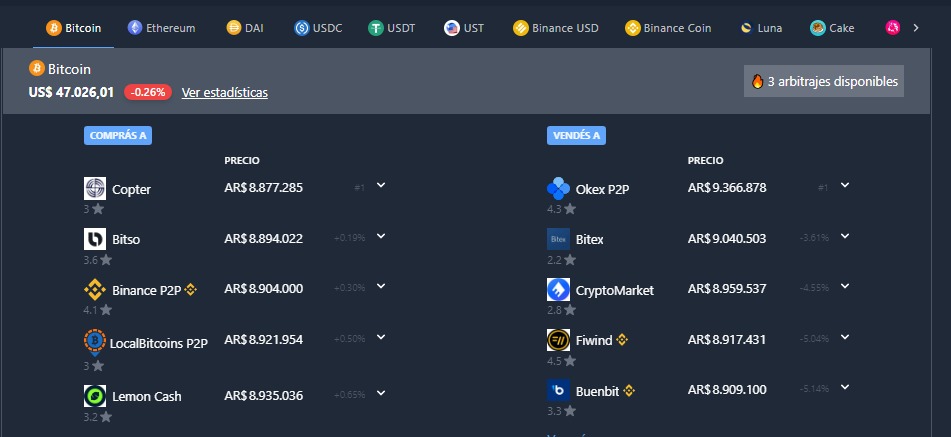 Bitcoin Ethereum DAI USDC USDT UST Binance USD Binance Coin Luna Cake
Bitcoin
US$ 47.026,01 -0.26% Ver estadísticas
3 arbitrajes disponibles
COMPRÁS A
PRECIO
Copter AR$ 8.877.285 #1
3
Bitso AR$ 8.894.022 +0.19%
3.6
Binance P2P AR$ 8.904.000 +0.30%
4.1
LocalBitcoins P2P AR$ 8.921.954 +0.50%
3
Lemon Cash AR$ 8.935.036 +0.65%
3.2
VENDÉS A
PRECIO
Okex P2P AR$ 9.366.878 #1
4.3
Bitex Bitex AR$ 9.040.503 -3.61%
2.2
CryptoMarket AR$ 8.959.537 -4.55%
2.8
Fiwind AR$ 8.917.431 -5.04%
4.5
Buenbit AR$ 8.909.100 -5.14%
3.3